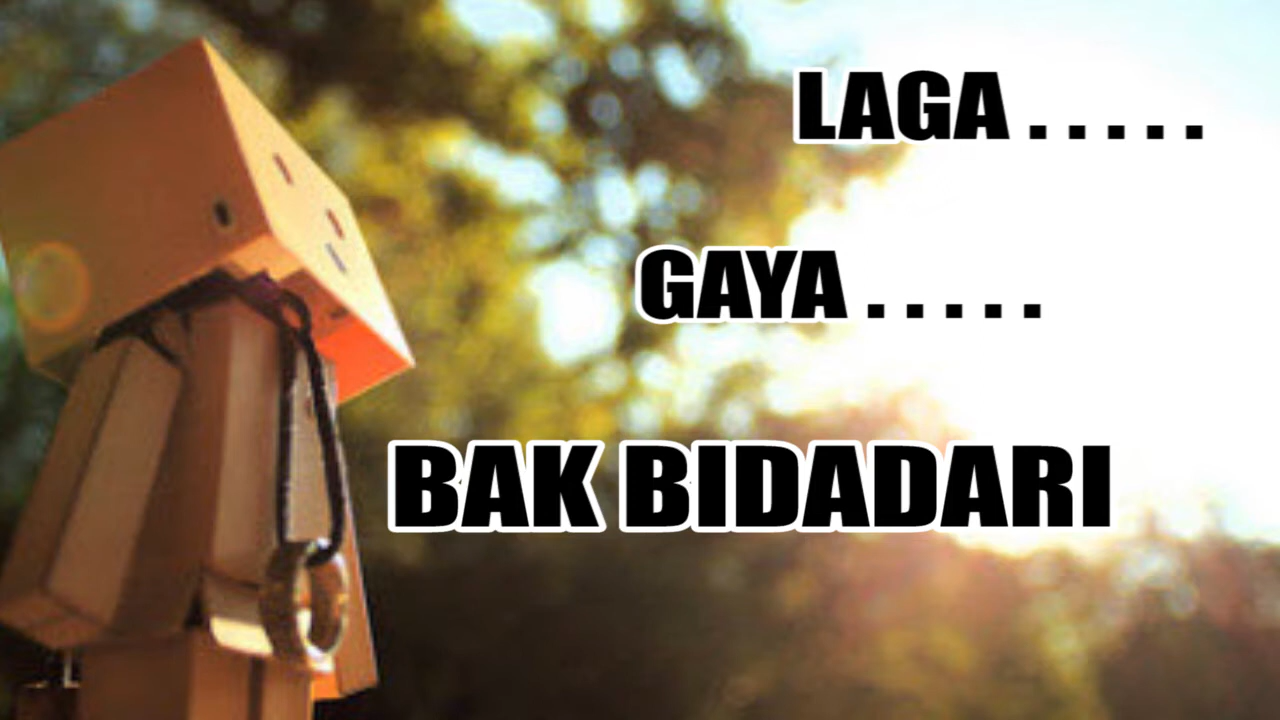 LAGA . . . . .
GAYA . . . . .
BAK BIDADARI